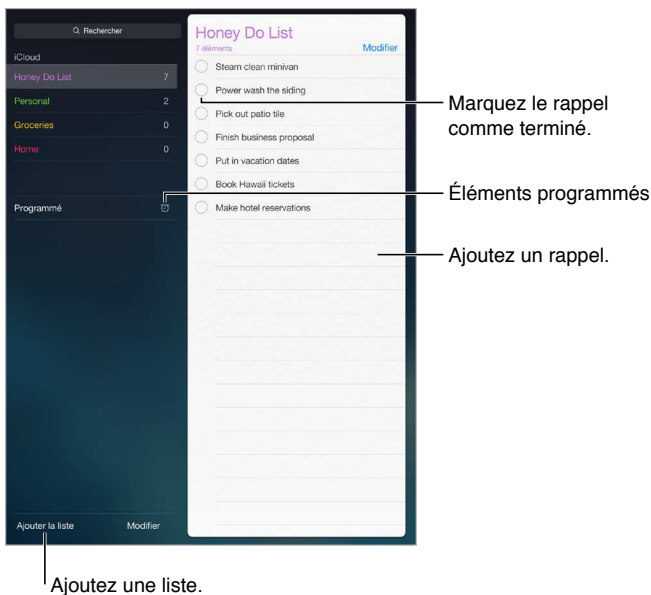 Rechercher
iCloud
Honey Do List 7
Personal 2
Groceries 0
Home 0
Programmé
Ajouter la liste Modifier
Honey Do List
7 éléments Modifier
Steam clean minivan
Power wash the siding
Pick out patio tile
Finish business proposal
Put in vacation dates
Book Hawaii tickets
Make hotel reservations
Marquez le rappel
comme terminé.
Éléments programmés
Ajoutez un rappel.
Ajoutez une liste.